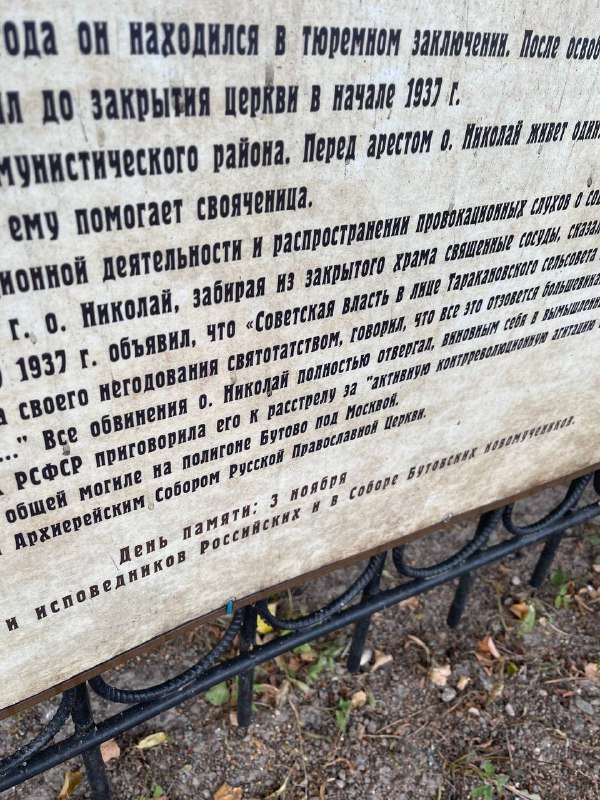 ода он находился в тюремном заключении. После освоб
л до закрытия церкви в начале 1937 г.
мунистического района. Перед арестом о. Николай живет один
ему помогает свояченица.
ционной деятельности и распространении провокационных слухов о
г. о. Николай, забирая из закрытого храма священные сосуды, сказал
1937 г. объявил, что «Советская власть в лице Таракановского сельсовета
а своего негодования святотатством, говорил, что все это отзовется большевика
..." Все обвинения о. Николай полностью отвергал, виновным себя в вымышленн
РСФСР приговорила его к расстрелу за "активную контрреволюционную агитацию
общей могиле на полигоне Бутово под Москвой.
Архиерейским Собором Русской Православной Церкви.
День памяти: 3 ноября
и исповедников Российских и в Соборе Бутовских новомучеников.